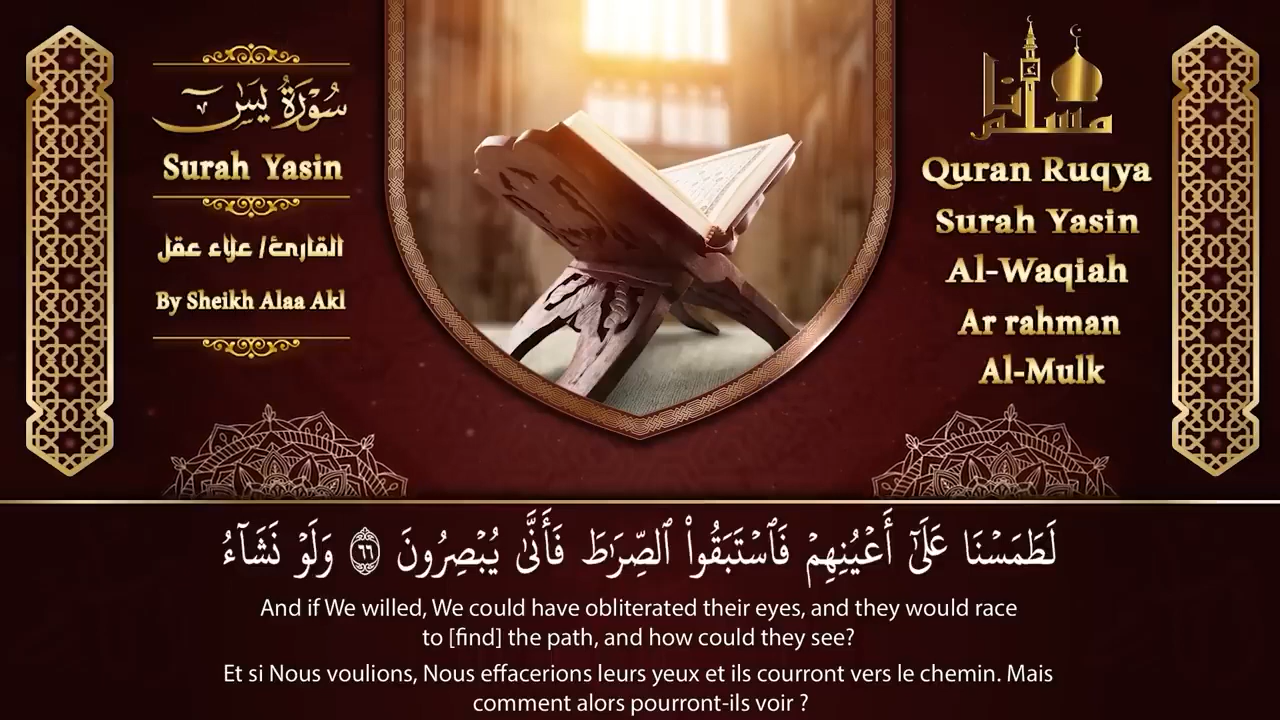 سُورَةُ يسٓ
Surah Yasin
القارئ/ علاء عقل
By Sheikh Alaa Akl
مسلم أنا
Quran Ruqya
Surah Yasin
Al-Waqiah
Ar rahman
Al-Mulk
لَطَمَسْنَا عَلَىٰٓ أَعْيُنِهِمْ فَٱسْتَبَقُوا۟ ٱلصِّرَٰطَ فَأَنَّىٰ يُبْصِرُونَ ٦٦ وَلَوْ نَشَآءُ
And if We willed, We could have obliterated their eyes, and they would race
to [find] the path, and how could they see?
Et si Nous voulions, Nous effacerions leurs yeux et ils courront vers le chemin. Mais
comment alors pourront-ils voir ?